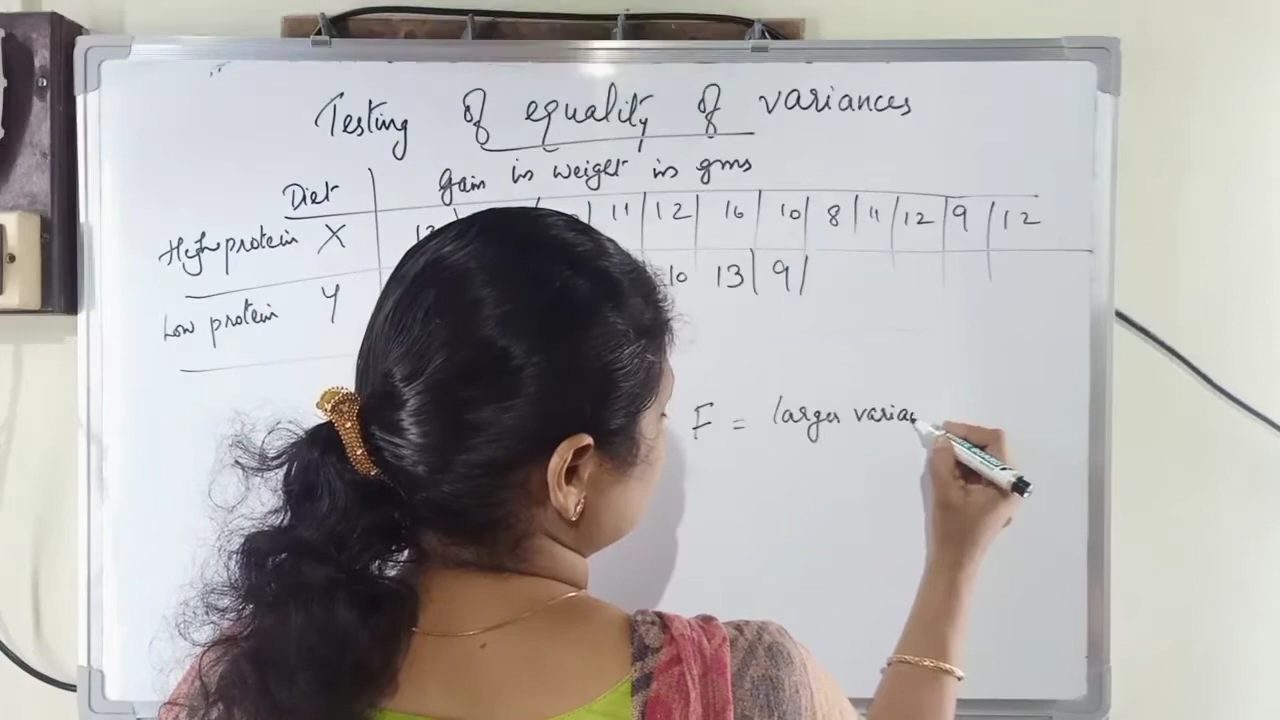 Testing of equality of variances
Diet gain in weight in gms
High protein X 11 12 16 10 8 11 12 9 12
Low protein Y 10 13 9
F = larger varian